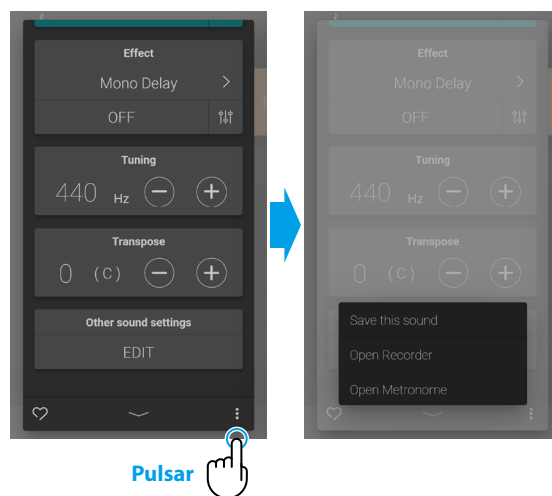 Effect
Mono Delay
OFF
Tuning
440 Hz
Transpose
0 (C)
Other sound settings
EDIT
Pulsar
Effect
Mono Delay
OFF
Tuning
440 Hz
Transpose
0 (C)
Save this sound
Open Recorder
Open Metronome